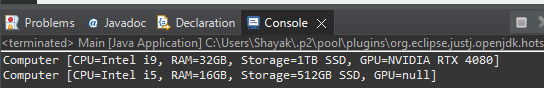 Problems Javadoc Declaration Console
<terminated> Main [Java Application] C:\Users\Shayak\.p2\pool\plugins\org.eclipse.justj.openjdk.hots
Computer [CPU=Intel i9, RAM=32GB, Storage=1TB SSD, GPU=NVIDIA RTX 4080]
Computer [CPU=Intel i5, RAM=16GB, Storage=512GB SSD, GPU=null]